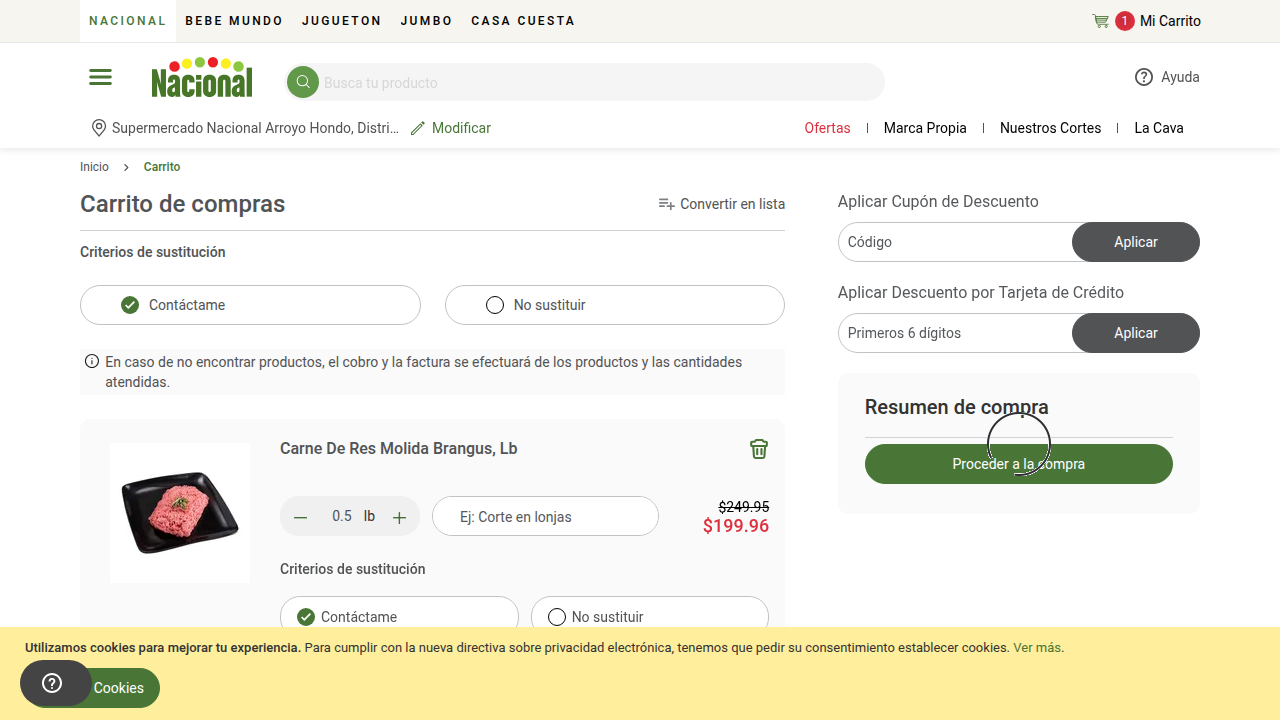 NACIONAL BEBE MUNDO JUGUETON JUMBO CASA CUESTA 1 Mi Carrito
Nacional Busca tu producto Ayuda
Supermercado Nacional Arroyo Hondo, Distri... Modificar Ofertas Marca Propia Nuestros Cortes La Cava
Inicio Carrito
Carrito de compras Convertir en lista
Criterios de sustitución
Contáctame No sustituir
En caso de no encontrar productos, el cobro y la factura se efectuará de los productos y las cantidades
atendidas.
Carne De Res Molida Brangus, Lb
0.5 lb Ej: Corte en lonjas $249.95
$199.96
Criterios de sustitución
Contáctame No sustituir
Aplicar Cupón de Descuento
Código Aplicar
Aplicar Descuento por Tarjeta de Crédito
Primeros 6 dígitos Aplicar
Resumen de compra
Proceder a la compra
Utilizamos cookies para mejorar tu experiencia. Para cumplir con la nueva directiva sobre privacidad electrónica, tenemos que pedir su consentimiento establecer cookies. Ver más.
Cookies